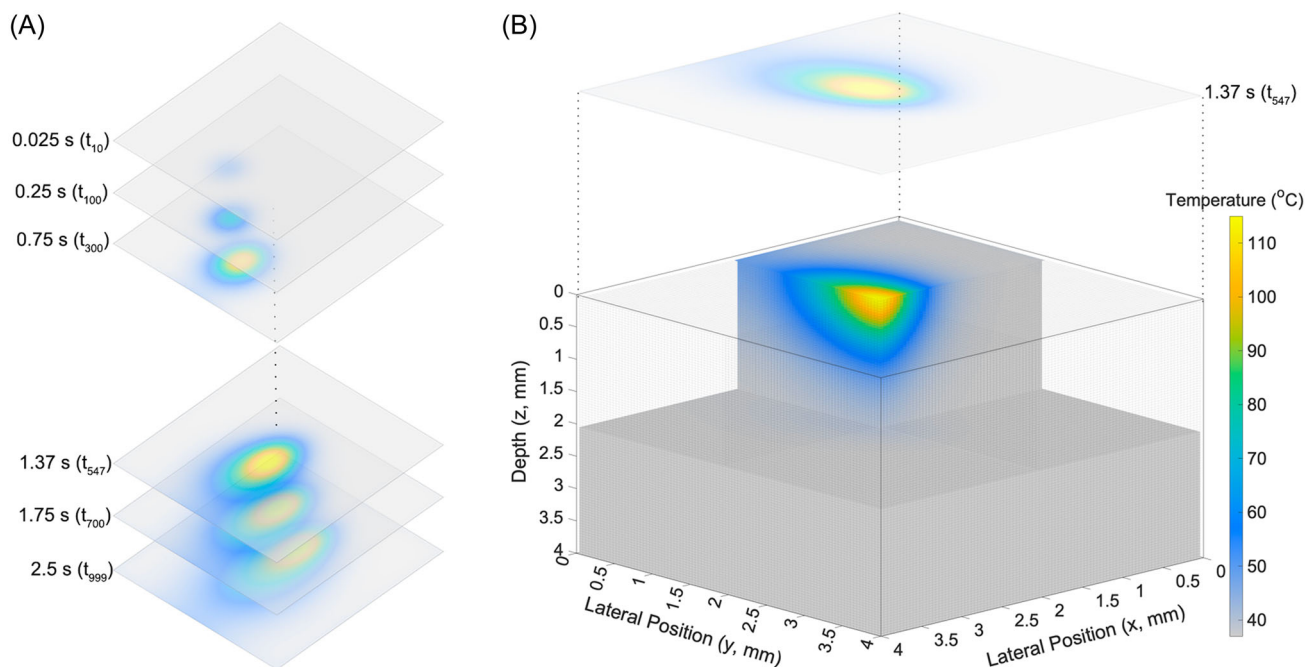 (A)
0.025 s (t10)
0.25 s (t100)
0.75 s (t300)
1.37 s (t547)
1.75 s (t700)
2.5 s (t999)
(B)
1.37 s (t547)
Temperature (oC)
110
100
90
80
70
60
50
40
Depth (z, mm)
0
0.5
1
1.5
2
2.5
3
3.5
4
Lateral Position (y, mm)
0
0.5
1
1.5
2
2.5
3
3.5
4
Lateral Position (x, mm)
4
3.5
3
2.5
2
1.5
1
0.5
0